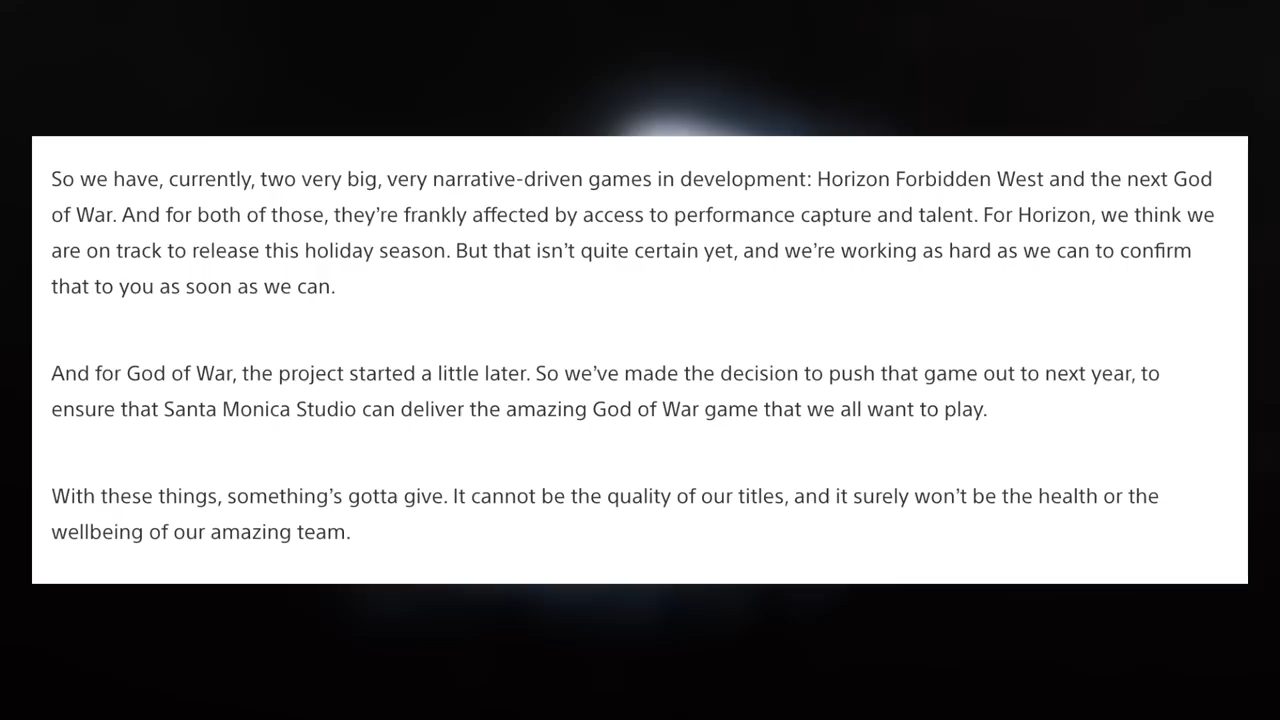 So we have, currently, two very big, very narrative-driven games in development: Horizon Forbidden West and the next God
of War. And for both of those, they’re frankly affected by access to performance capture and talent. For Horizon, we think we
are on track to release this holiday season. But that isn’t quite certain yet, and we’re working as hard as we can to confirm
that to you as soon as we can.
And for God of War, the project started a little later. So we’ve made the decision to push that game out to next year, to
ensure that Santa Monica Studio can deliver the amazing God of War game that we all want to play.
With these things, something’s gotta give. It cannot be the quality of our titles, and it surely won’t be the health or the
wellbeing of our amazing team.